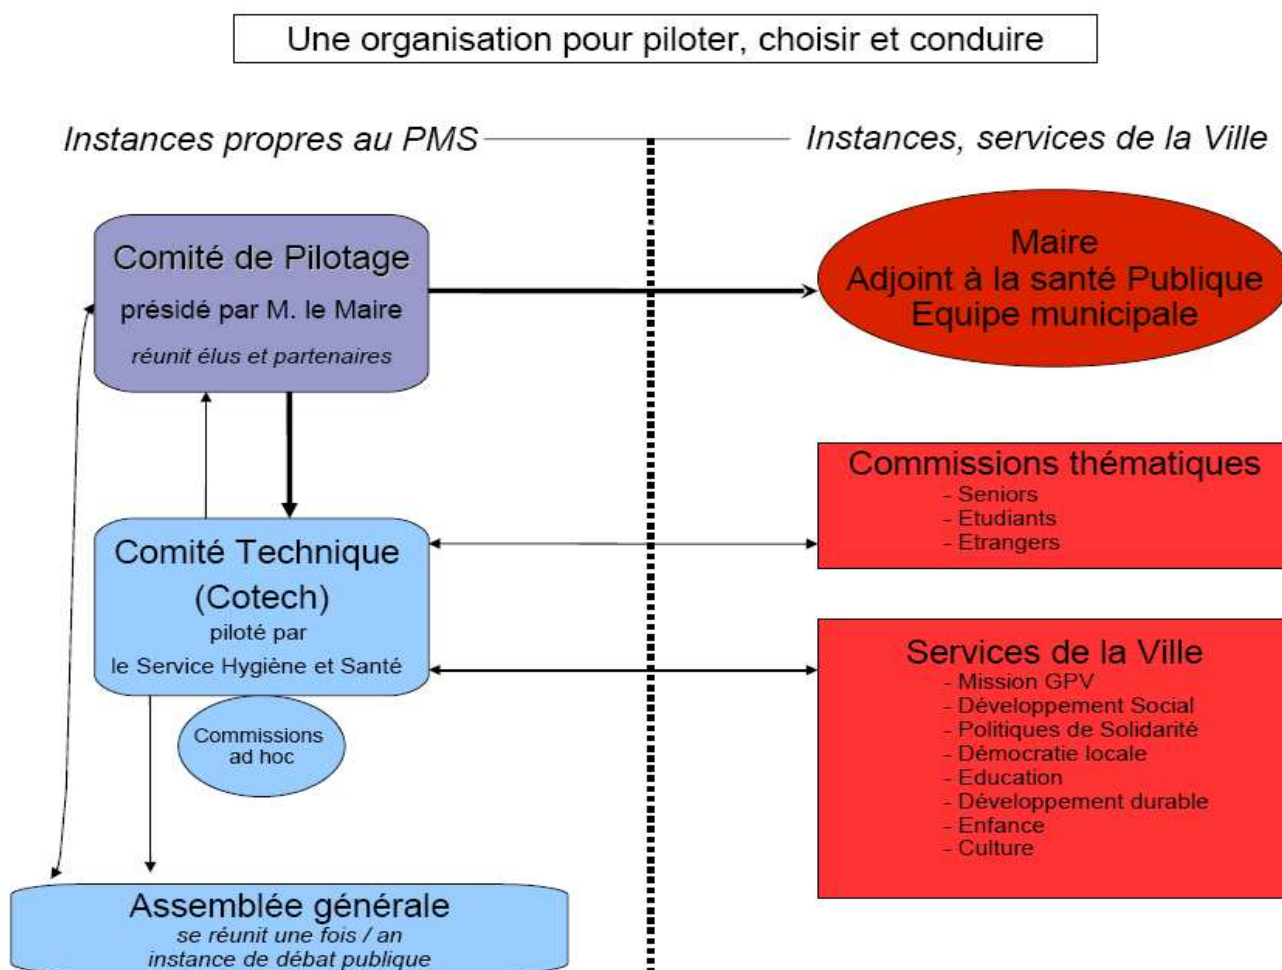 Une organisation pour piloter, choisir et conduire
Instances propres au PMS
Instances, services de la Ville
Comité de Pilotage
présidé par M. le Maire
réunit élus et partenaires
Maire
Adjoint à la santé Publique
Equipe municipale
Commissions thématiques
- Seniors
- Etudiants
- Etrangers
Comité Technique
(Cotech)
piloté par
le Service Hygiène et Santé
Commissions
ad hoc
Services de la Ville
- Mission GPV
- Développement Social
- Politiques de Solidarité
- Démocratie locale
- Education
- Développement durable
- Enfance
- Culture
Assemblée générale
se réunit une fois / an
instance de débat publique